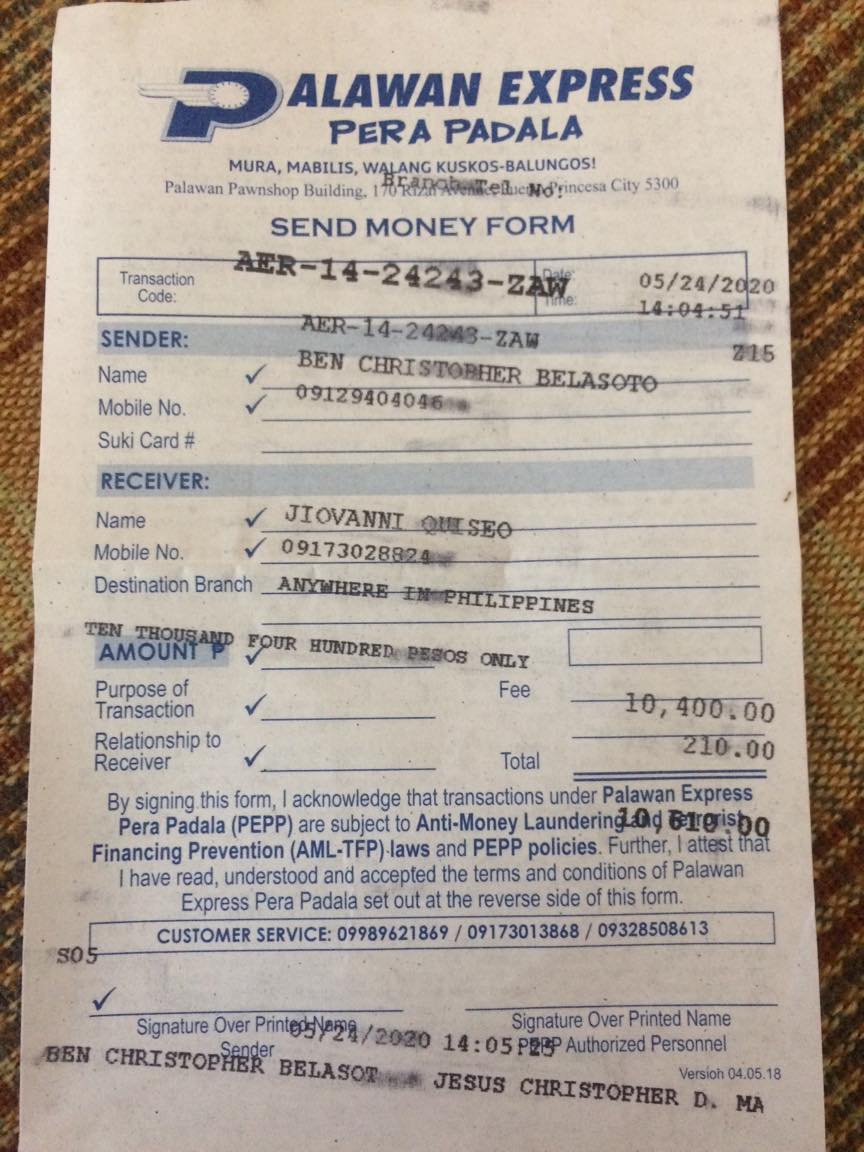 PALAWAN EXPRESS
PERA PADALA
MURA, MABILIS, WALANG KUSKOS-BALUNGOS!
Palawan Pawnshop Building, 170 Rizal Princesa City 5300
Branch Tel No:
SEND MONEY FORM
Transaction Code: AER-14-24243-ZAW Date: 05/24/2020
Time: 14:04:51
AER-14-24243-ZAW
SENDER: Z15
Name ✓ BEN CHRISTOPHER BELASOTO
Mobile No. ✓ 09129404046
Suki Card #
RECEIVER:
Name ✓ JIOVANNI QUISEO
Mobile No. ✓ 09173028824
Destination Branch ANYWHERE IN PHILIPPINES
TEN THOUSAND FOUR HUNDRED PESOS ONLY
AMOUNT ₱ ✓
Purpose of Transaction ✓ Fee 10,400.00
Relationship to Receiver ✓ Total 210.00
10,610.00
By signing this form, I acknowledge that transactions under Palawan Express
Pera Padala (PEPP) are subject to Anti-Money Laundering and Terrorist
Financing Prevention (AML-TFP) laws and PEPP policies. Further, I attest that
I have read, understood and accepted the terms and conditions of Palawan
Express Pera Padala set out at the reverse side of this form.
CUSTOMER SERVICE: 09989621869 / 09173013868 / 09328508613
S05
✓
Signature Over Printed Name Signature Over Printed Name
Sender PEPP Authorized Personnel
05/24/2020 14:05:25
BEN CHRISTOPHER BELASOT JESUS CHRISTOPHER D. MA
Version 04.05.18